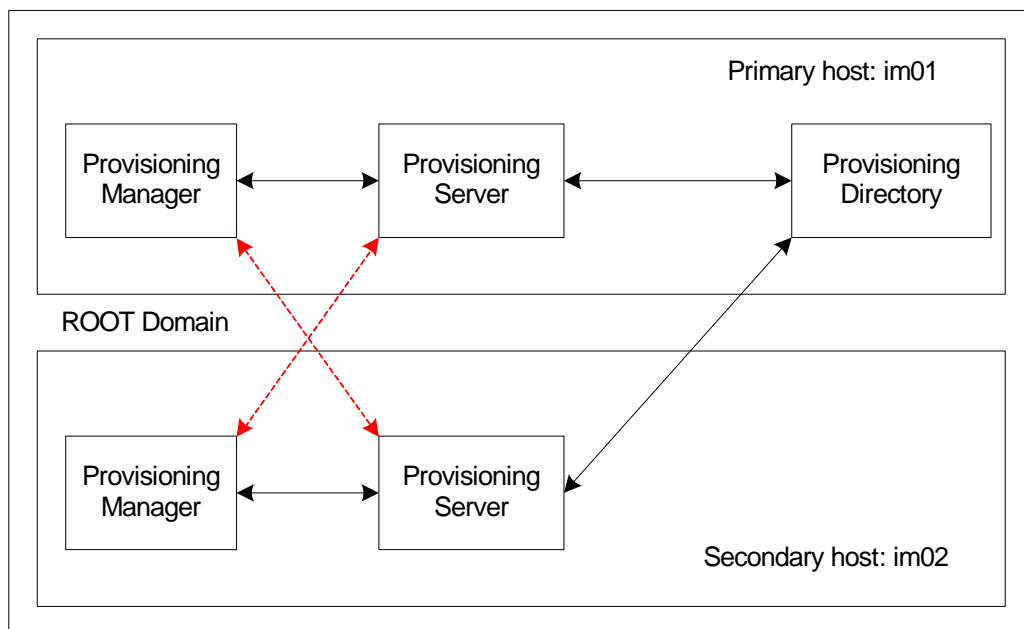 Primary host: im01
Provisioning
Manager
Provisioning
Server
Provisioning
Directory
ROOT Domain
Provisioning
Manager
Provisioning
Server
Secondary host: im02